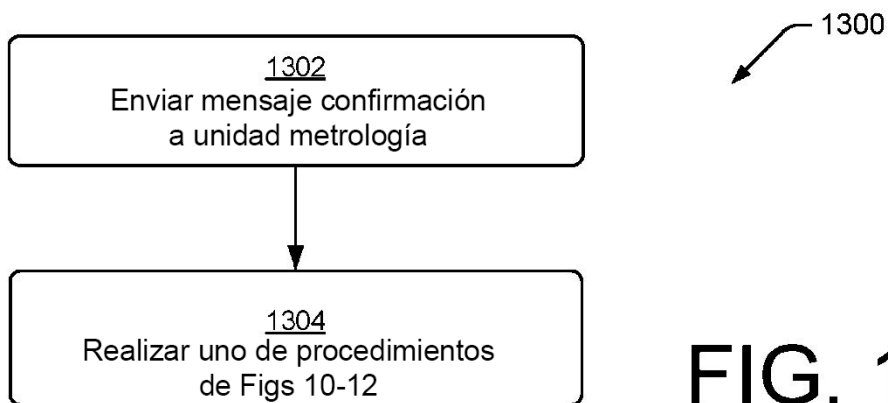 1300
1302
Enviar mensaje confirmación
a unidad metrología
1304
Realizar uno de procedimientos
de Figs 10-12
FIG.